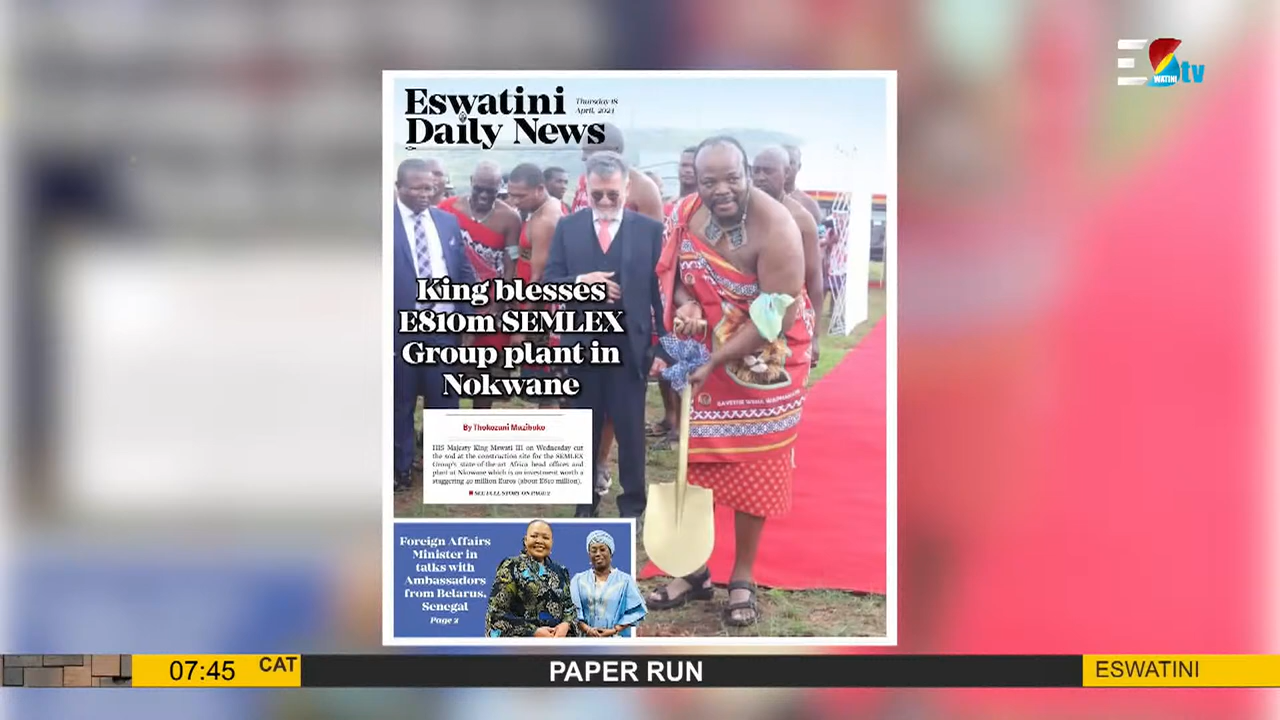 E
WATINI
tv
Eswatini
Daily News
Thursday 18
April, 2024
King blesses
E810m SEMLEX
Group plant in
Nokwane
By Thokozani Mazibuko
HIS Majesty King Mswati III on Wednesday cut
the sod at the construction site for the SEMLEX
Group's state-of-the-art Africa head offices and
plant at Nkowane which is an investment worth a
staggering 40 million Euros (about E810 million).
SEE FULL STORY ON PAGE 2
Foreign Affairs
Minister in
talks with
Ambassadors
from Belarus,
Senegal
Page 2
07:45 CAT
PAPER RUN
ESWATINI